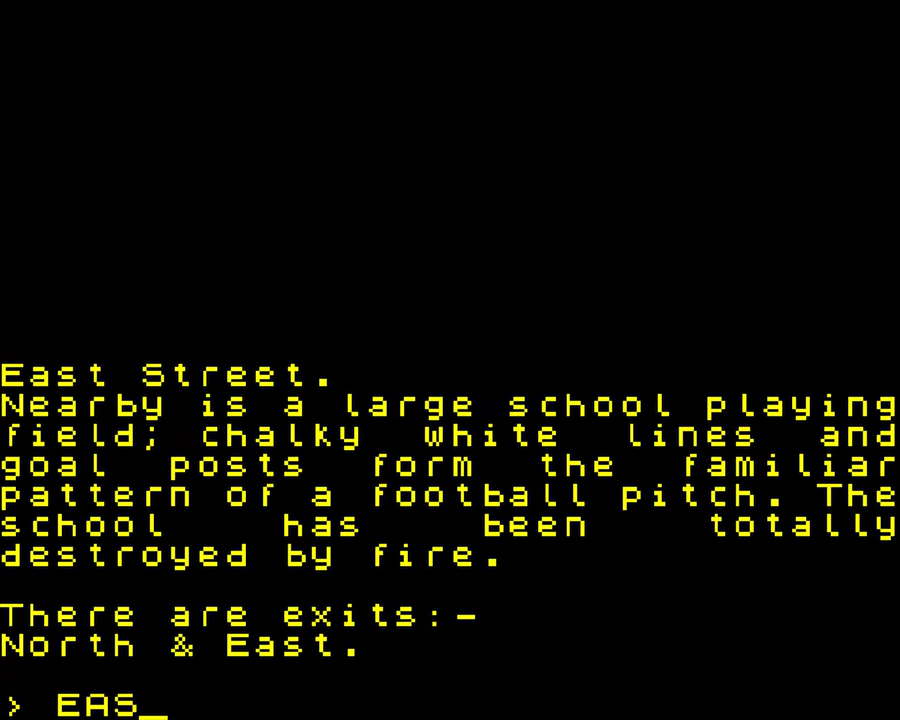 East Street.
Nearby is a large school playing
field; chalky white lines and
goal posts form the familiar
pattern of a football pitch. The
school has been totally
destroyed by fire.
There are exits:-
North & East.
> EAS_